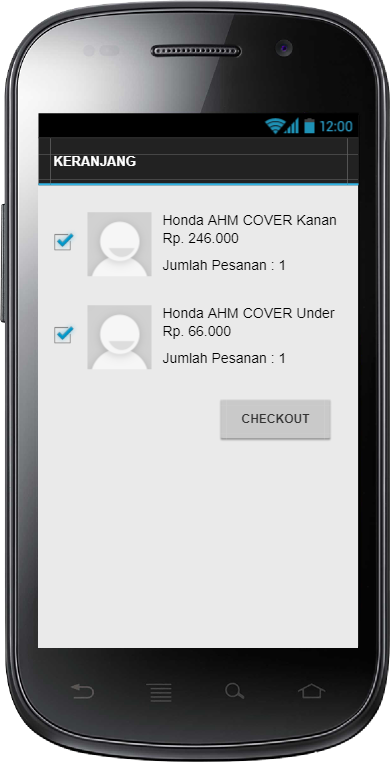 12:00
KERANJANG
Honda AHM COVER Kanan
Rp. 246.000
Jumlah Pesanan : 1
Honda AHM COVER Under
Rp. 66.000
Jumlah Pesanan : 1
CHECKOUT